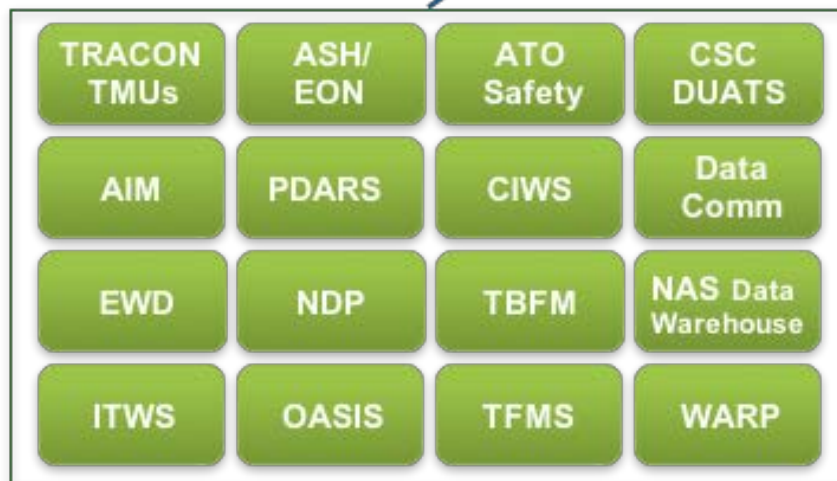 TRACON
TMUs
ASH/
EON
ATO
Safety
CSC
DUATS
AIM
PDARS
CIWS
Data
Comm
EWD
NDP
TBFM
NAS Data
Warehouse
ITWS
OASIS
TFMS
WARP